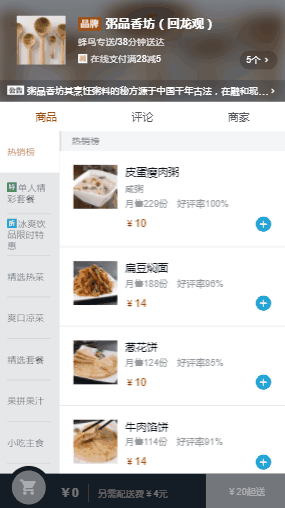 品牌 粥品香坊（回龙观）
蜂鸟专送/38分钟送达
减 在线支付满28减5
5个 >
公告 粥品香坊其烹饪粥料的秘方源于中国千年古法，在融和现... >
商品 评论 商家
热销榜
特 单人精彩套餐
折 冰爽饮品限时特惠
精选热菜
爽口凉菜
精选套餐
果拼果汁
小吃主食
热销榜
皮蛋瘦肉粥
咸粥
月售229份 好评率100%
¥10
扁豆焖面
月售188份 好评率96%
¥14
葱花饼
月售124份 好评率85%
¥10
牛肉馅饼
月售114份 好评率91%
¥14
¥0 另需配送费¥4元 ¥20起送